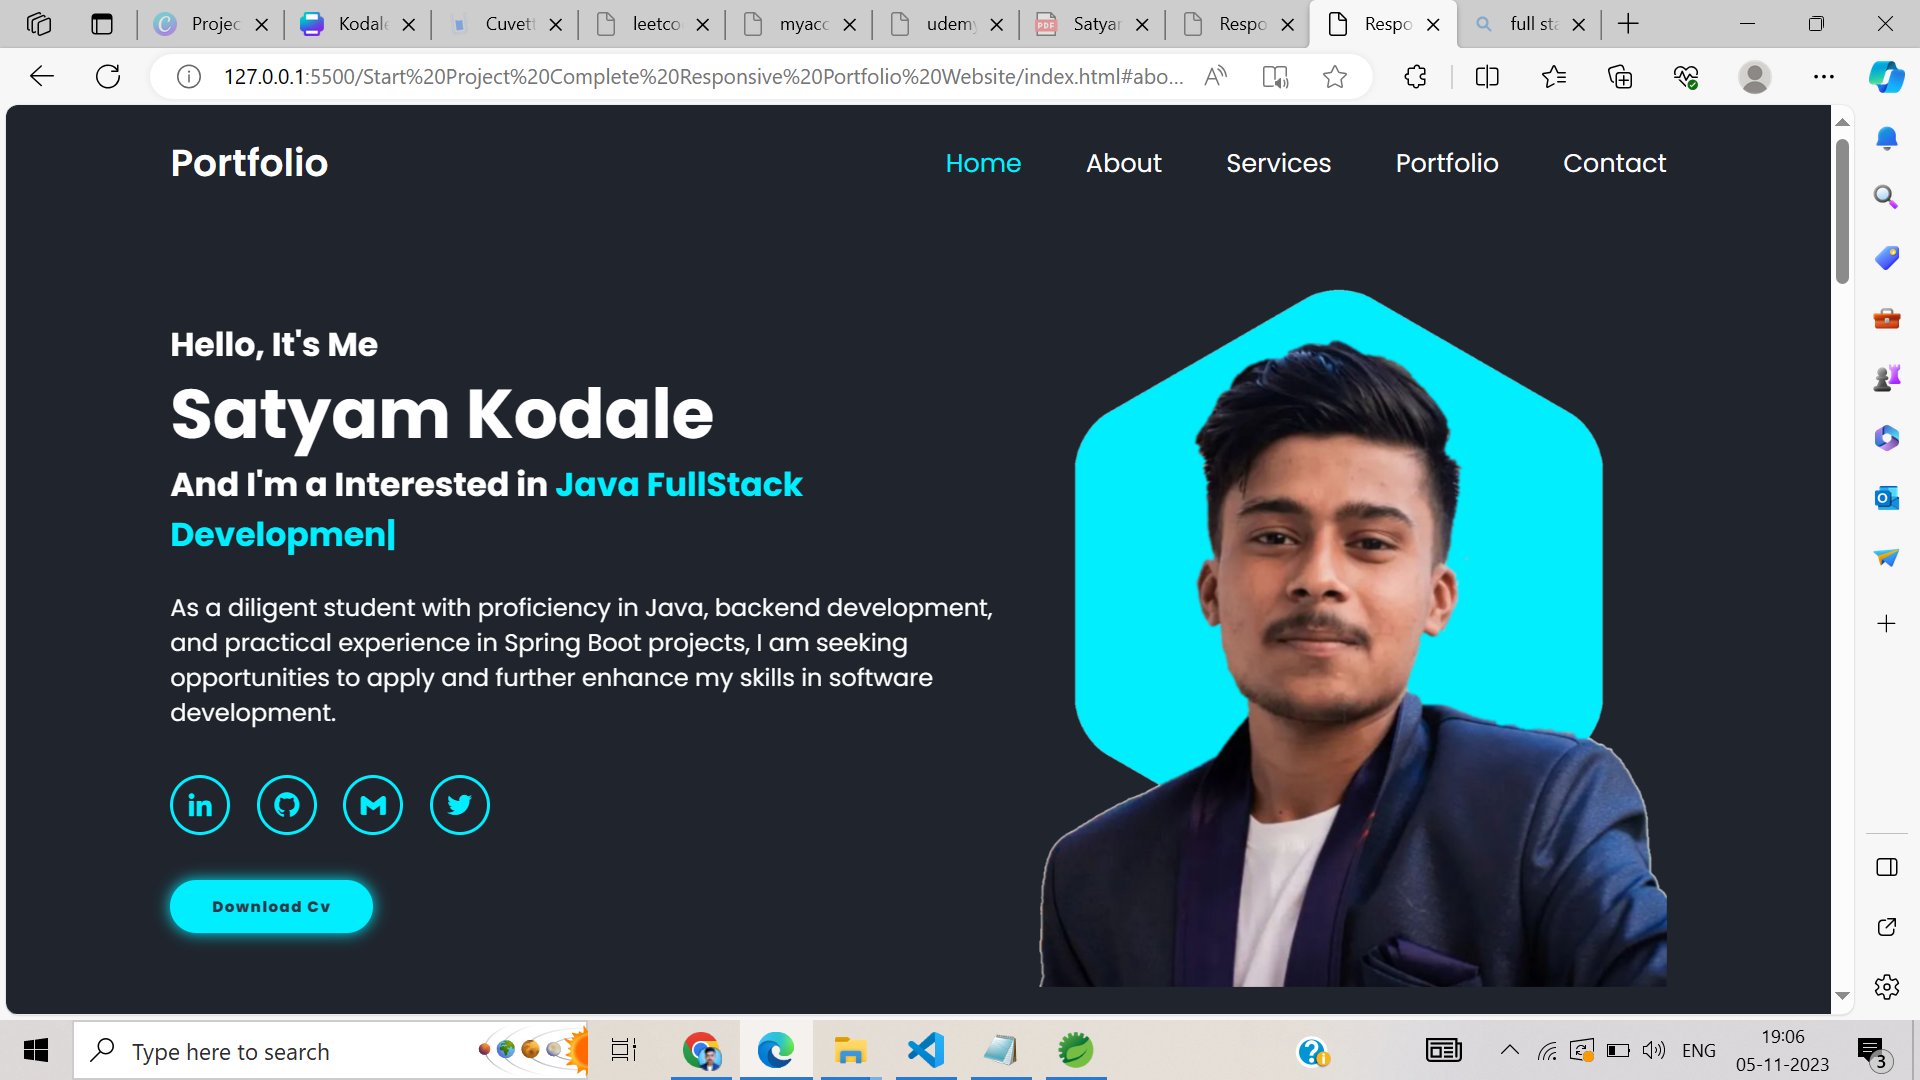 Projec
Kodale
Cuvett
leetco
myacc
udemy
Satyar
Respo
Respo
full sta
127.0.0.1:5500/Start%20Project%20Complete%20Responsive%20Portfolio%20Website/index.html#abo...
Portfolio
Home
About
Services
Portfolio
Contact
Hello, It's Me
Satyam Kodale
And I'm a Interested in Java FullStack
Developmen|
As a diligent student with proficiency in Java, backend development,
and practical experience in Spring Boot projects, I am seeking
opportunities to apply and further enhance my skills in software
development.
Download Cv
Type here to search
ENG
19:06
05-11-2023
3